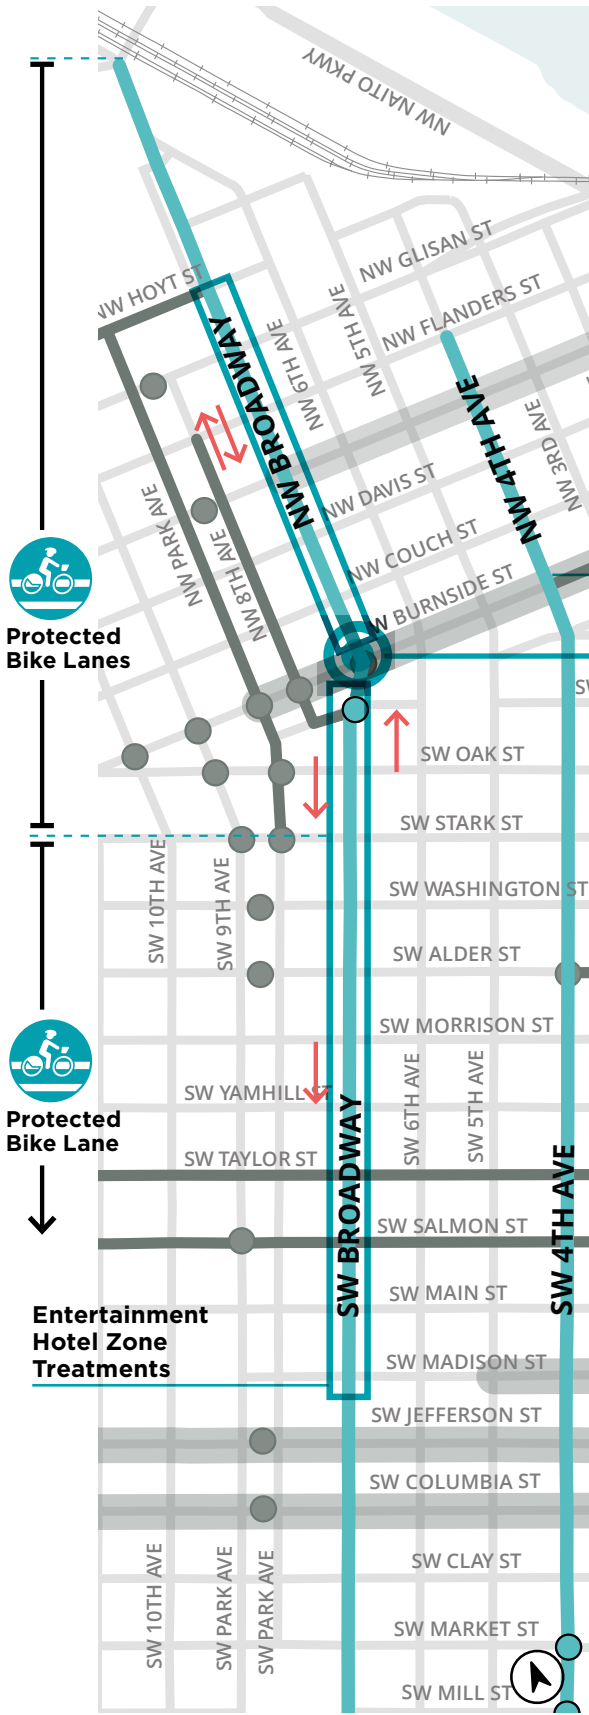 NW NAITO PKWY
NW GLISAN ST
NW HOYT ST
NW FLANDERS ST
NW 5TH AVE
NW 6TH AVE
NW BROADWAY
NW 4TH AVE
NW 3RD AVE
NW DAVIS ST
NW PARK AVE
NW 8TH AVE
NW COUCH ST
W BURNSIDE ST
Protected
Bike Lanes
SW OAK ST
SW STARK ST
SW 10TH AVE
SW 9TH AVE
SW WASHINGTON ST
SW ALDER ST
SW MORRISON ST
SW 6TH AVE
SW 5TH AVE
SW YAMHILL ST
Protected
Bike Lane
SW TAYLOR ST
SW BROADWAY
SW 4TH AVE
SW SALMON ST
SW MAIN ST
Entertainment
Hotel Zone
Treatments
SW MADISON ST
SW JEFFERSON ST
SW COLUMBIA ST
SW CLAY ST
SW 10TH AVE
SW PARK AVE
SW PARK AVE
SW MARKET ST
SW MILL ST